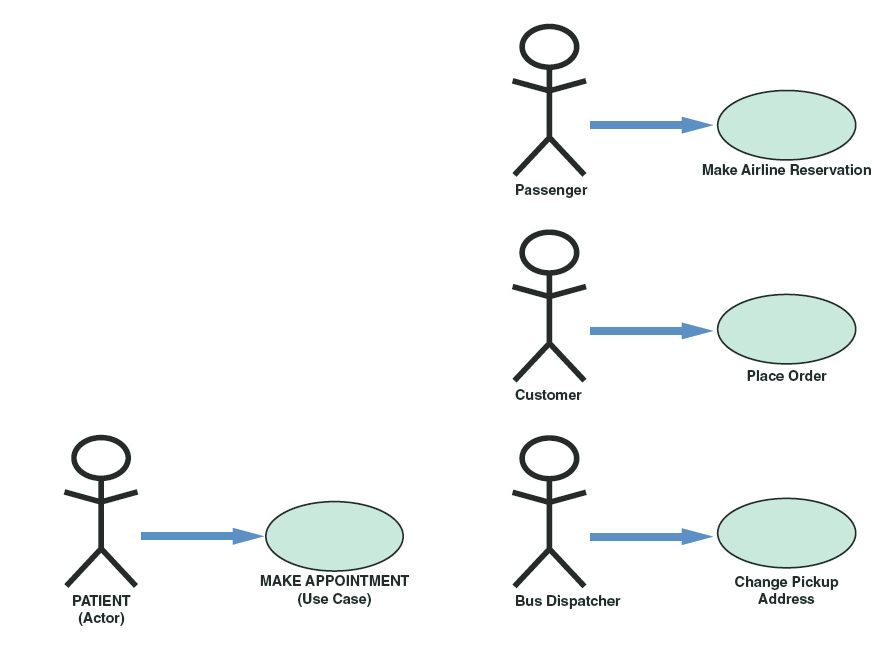 Passenger
Make Airline Reservation
Customer
Place Order
PATIENT
(Actor)
MAKE APPOINTMENT
(Use Case)
Bus Dispatcher
Change Pickup
Address